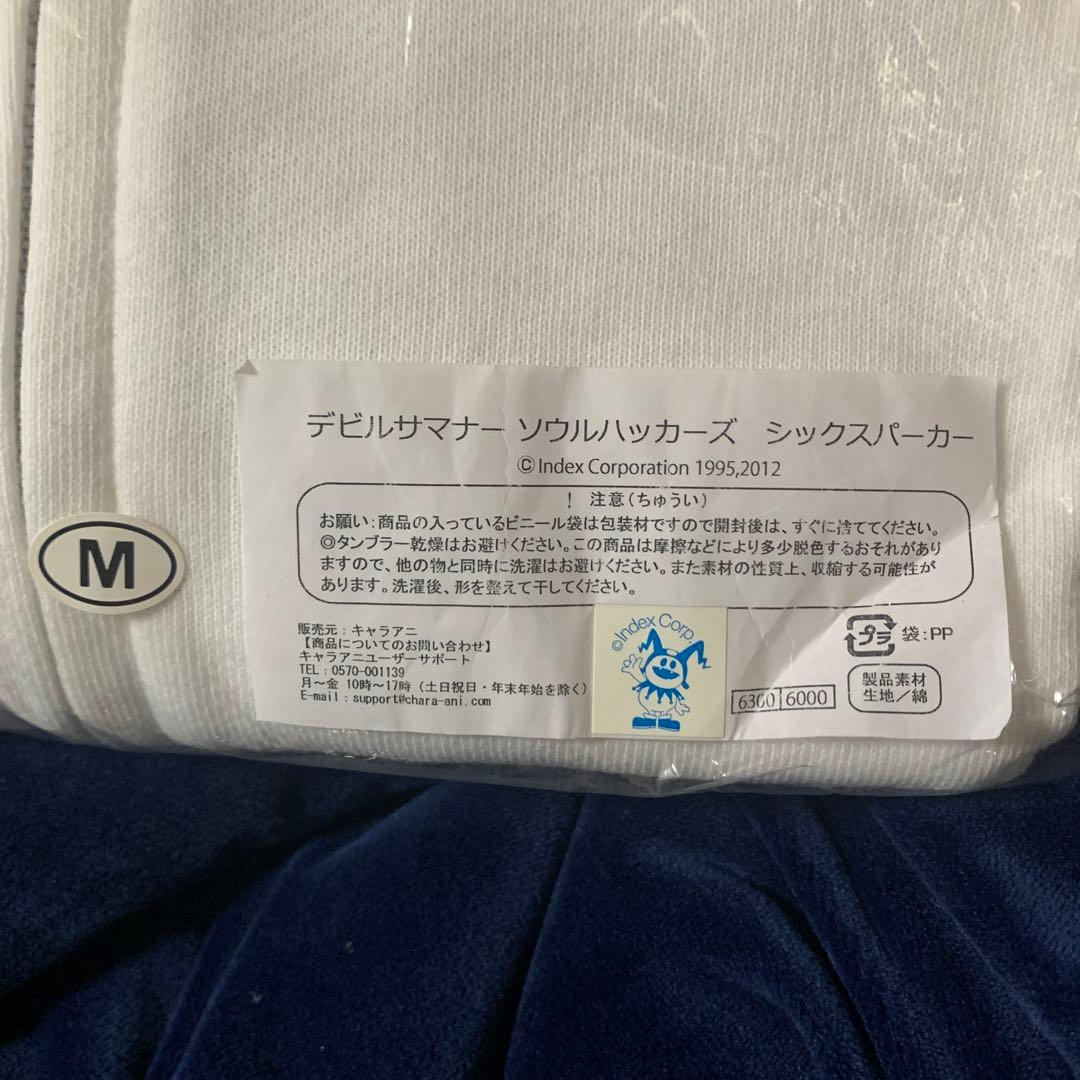 デビルサマナー ソウルハッカーズ　シックスパーカー
© Index Corporation 1995,2012
！ 注意（ちゅうい）
お願い：商品の入っているビニール袋は包装材ですので開封後は、すぐに捨ててください。
◎タンブラー乾燥はお避けください。この商品は摩擦などにより多少脱色するおそれがあり
ますので、他の物と同時に洗濯はお避けください。また素材の性質上、収縮する可能性が
あります。洗濯後、形を整えて干してください。
M
販売元：キャラアニ
【商品についてのお問い合わせ】
キャラアニユーザーサポート
TEL：0570-001139
月～金 10時～17時（土日祝日・年末年始を除く）
E-mail：support@chara-ani.com
©Index Corp.
プラ 袋：PP
6300 6000
製品素材
生地／綿